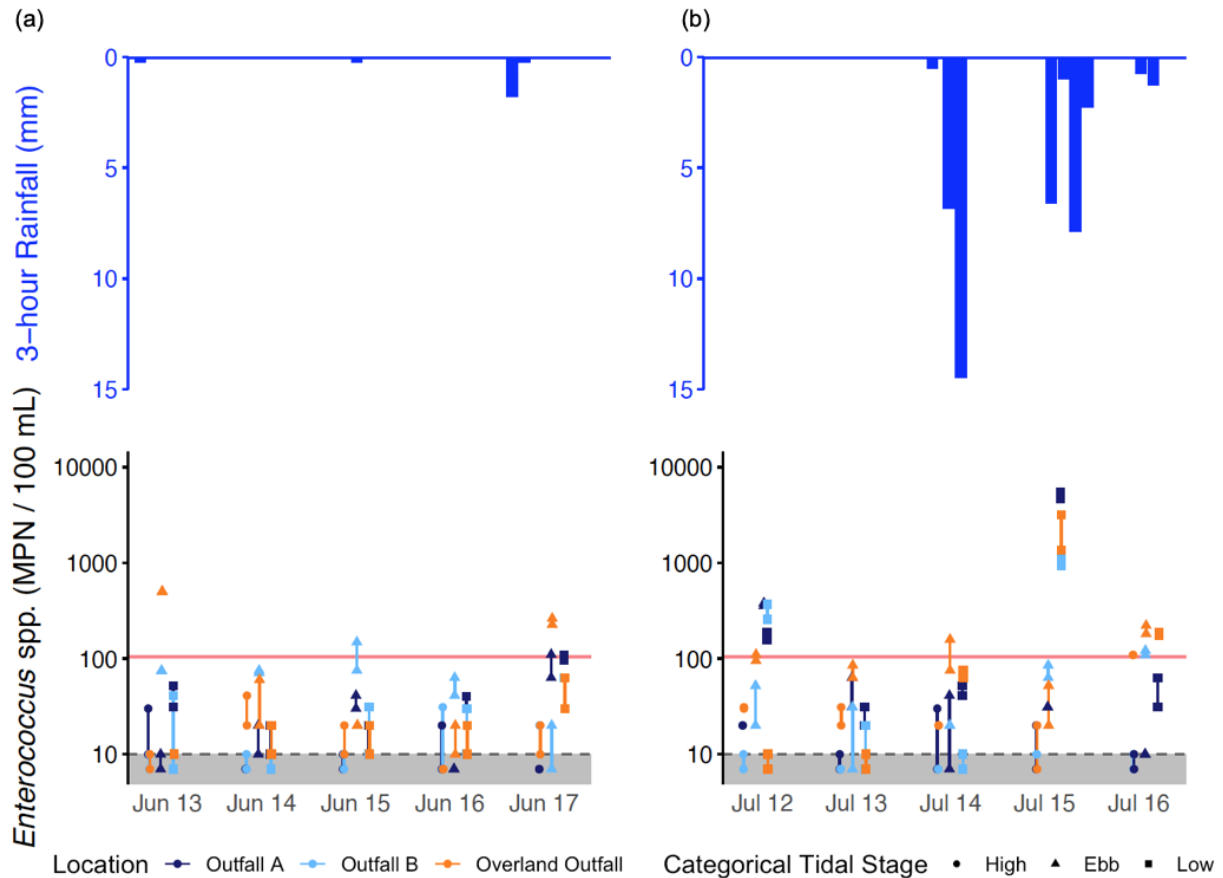 (a)
(b)
3−hour Rainfall (mm)
0
5
10
15
0
5
10
15
Enterococcus spp. (MPN / 100 mL)
10000
1000
100
10
Jun 13 Jun 14 Jun 15 Jun 16 Jun 17
10000
1000
100
10
Jul 12 Jul 13 Jul 14 Jul 15 Jul 16
Location Outfall A Outfall B Overland Outfall
Categorical Tidal Stage High Ebb Low